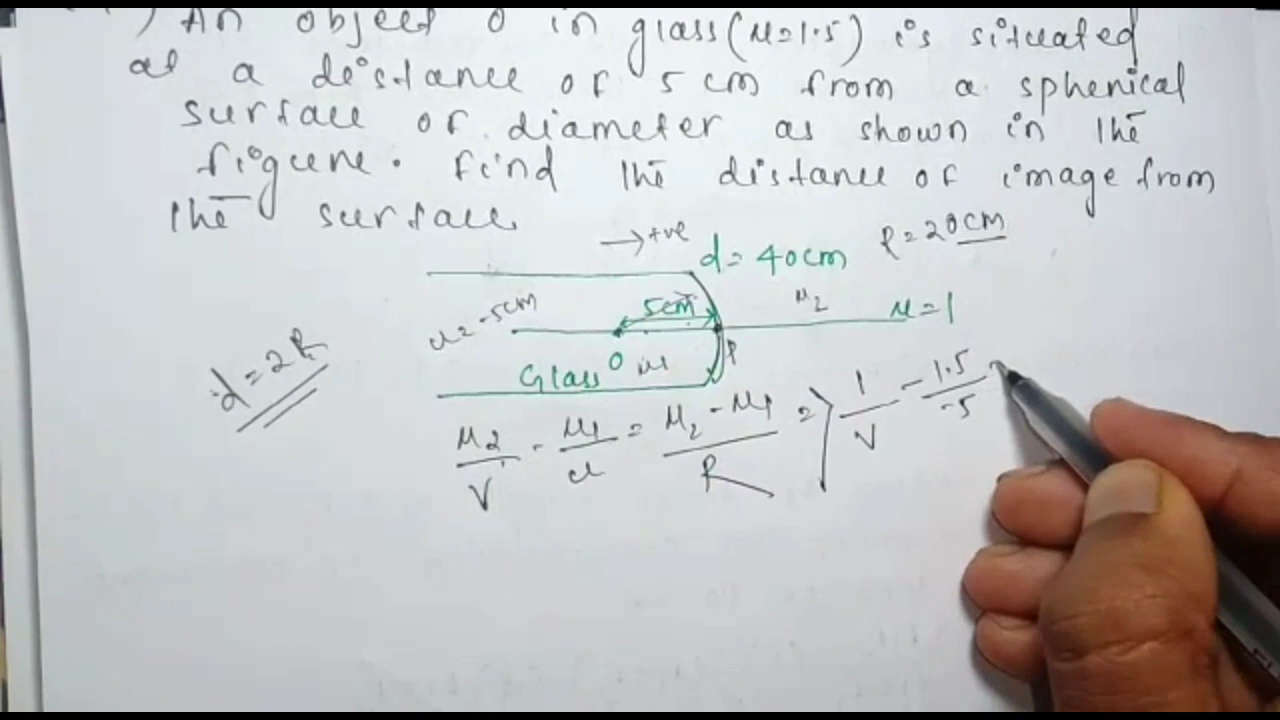 ) An object O in glass (μ=1.5) is situated
at a distance of 5 cm from a spherical
surface of diameter as shown in the
figure. Find the distance of image from
the surface.
→ +ve
d = 40cm
R = 20cm
u = -5cm
5cm
μ2
μ = 1
Glass O μ1
P
d = 2R
μ2/V - μ1/u = μ2 - μ1/R => 1/V - 1.5/-5 =